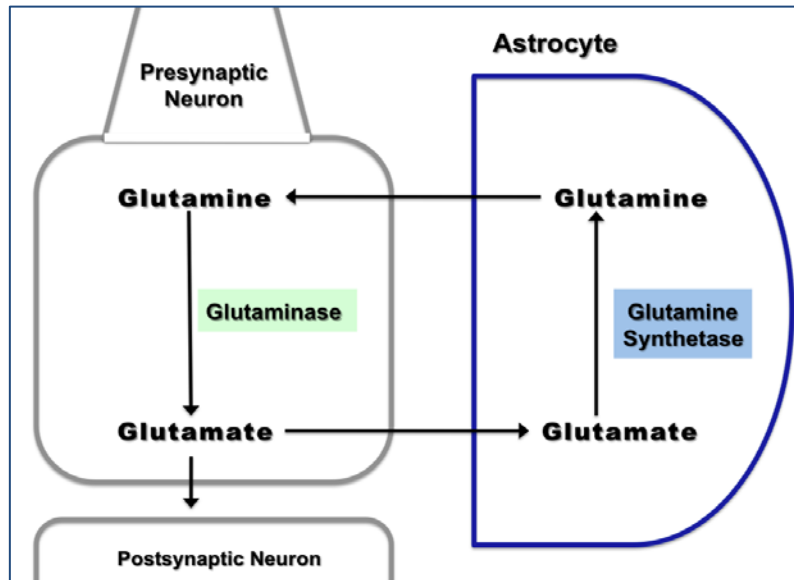 Astrocyte
Presynaptic
Neuron
Glutamine
Glutamine
Glutaminase
Glutamine
Synthetase
Glutamate
Glutamate
Postsynaptic Neuron